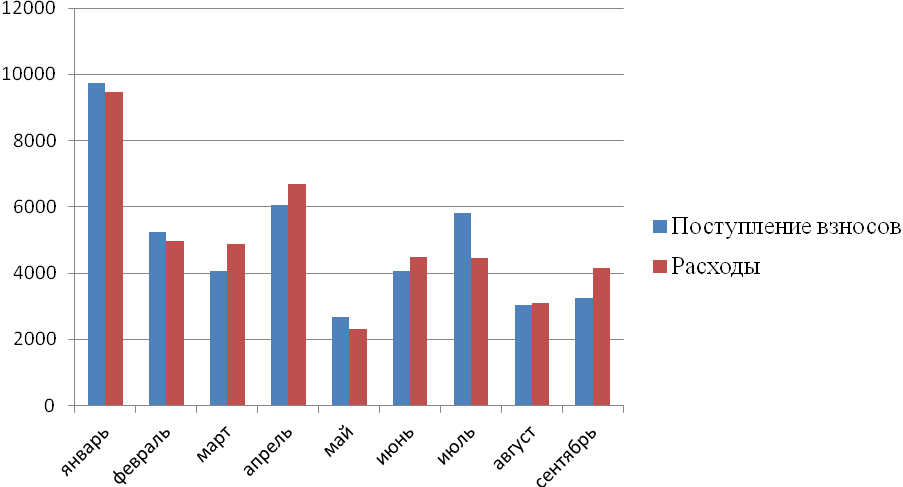 12000
10000
8000
6000
4000
2000
0
январь
февраль
март
апрель
май
июнь
июль
август
сентябрь
Поступление взносов
Расходы